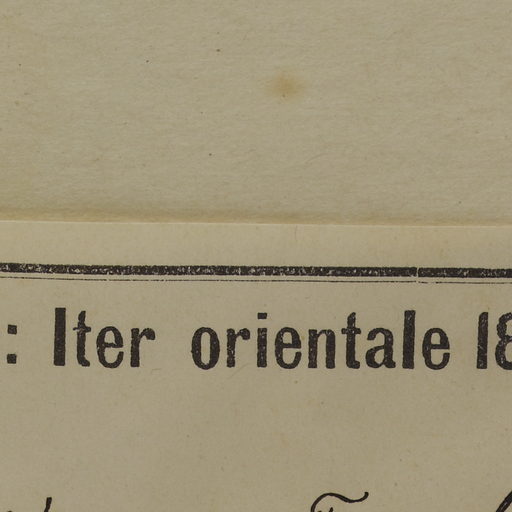 : Iter orientale 18